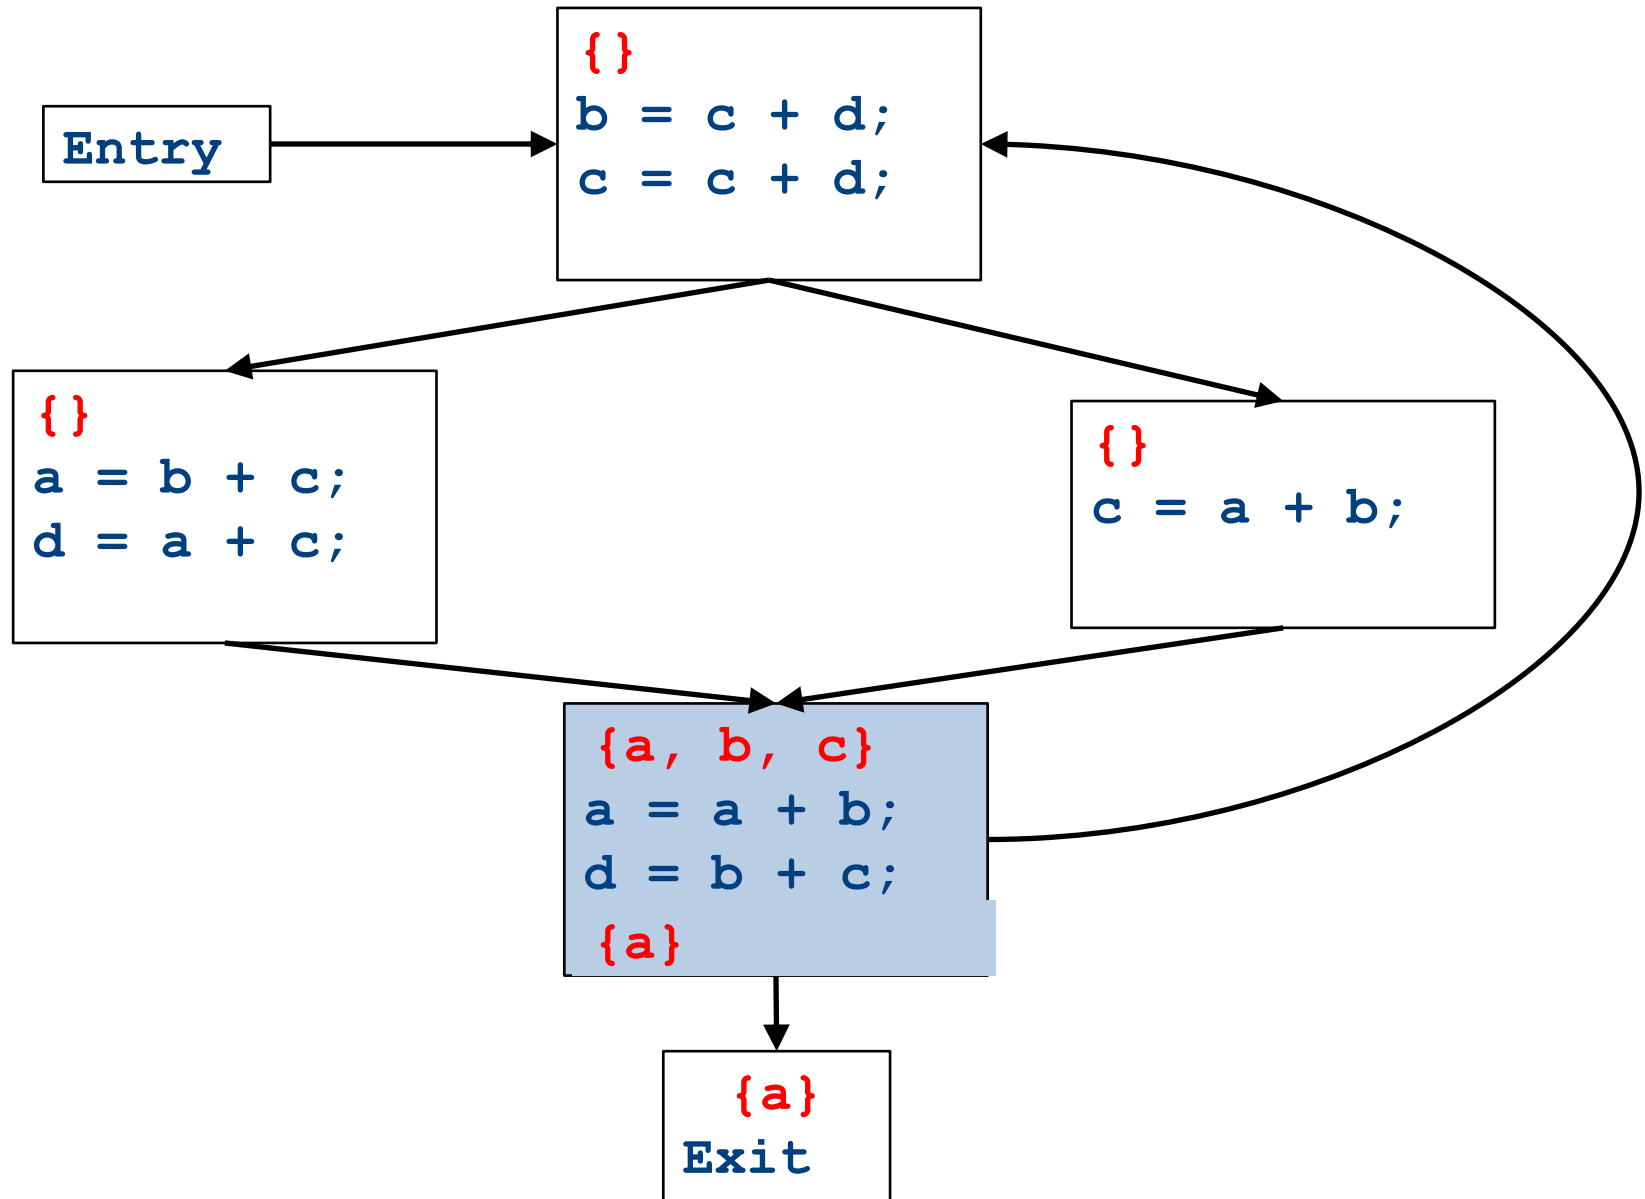 {}
b = c + d;
c = c + d;
Entry
{}
a = b + c;
d = a + c;
{}
c = a + b;
{a, b, c}
a = a + b;
d = b + c;
{a}
{a}
Exit